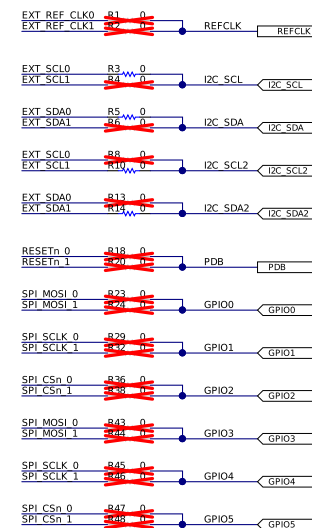 EXT_REF_CLK0 R1 0
EXT_REF_CLK1 R2 0 REFCLK REFCLK
EXT_SCL0 R3 0
EXT_SCL1 R4 0 I2C_SCL I2C_SCL
EXT_SDA0 R5 0
EXT_SDA1 R6 0 I2C_SDA I2C_SDA
EXT_SCL0 R8 0
EXT_SCL1 R10 0 I2C_SCL2 I2C_SCL2
EXT_SDA0 R13 0
EXT_SDA1 R14 0 I2C_SDA2 I2C_SDA2
RESETn_0 R18 0
RESETn_1 R20 0 PDB PDB
SPI_MOSI_0 R23 0
SPI_MOSI_1 R24 0 GPIO0 GPIO0
SPI_SCLK_0 R29 0
SPI_SCLK_1 R32 0 GPIO1 GPIO1
SPI_CSn_0 R36 0
SPI_CSn_1 R38 0 GPIO2 GPIO2
SPI_MOSI_0 R43 0
SPI_MOSI_1 R44 0 GPIO3 GPIO3
SPI_SCLK_0 R45 0
SPI_SCLK_1 R46 0 GPIO4 GPIO4
SPI_CSn_0 R47 0
SPI_CSn_1 R48 0 GPIO5 GPIO5